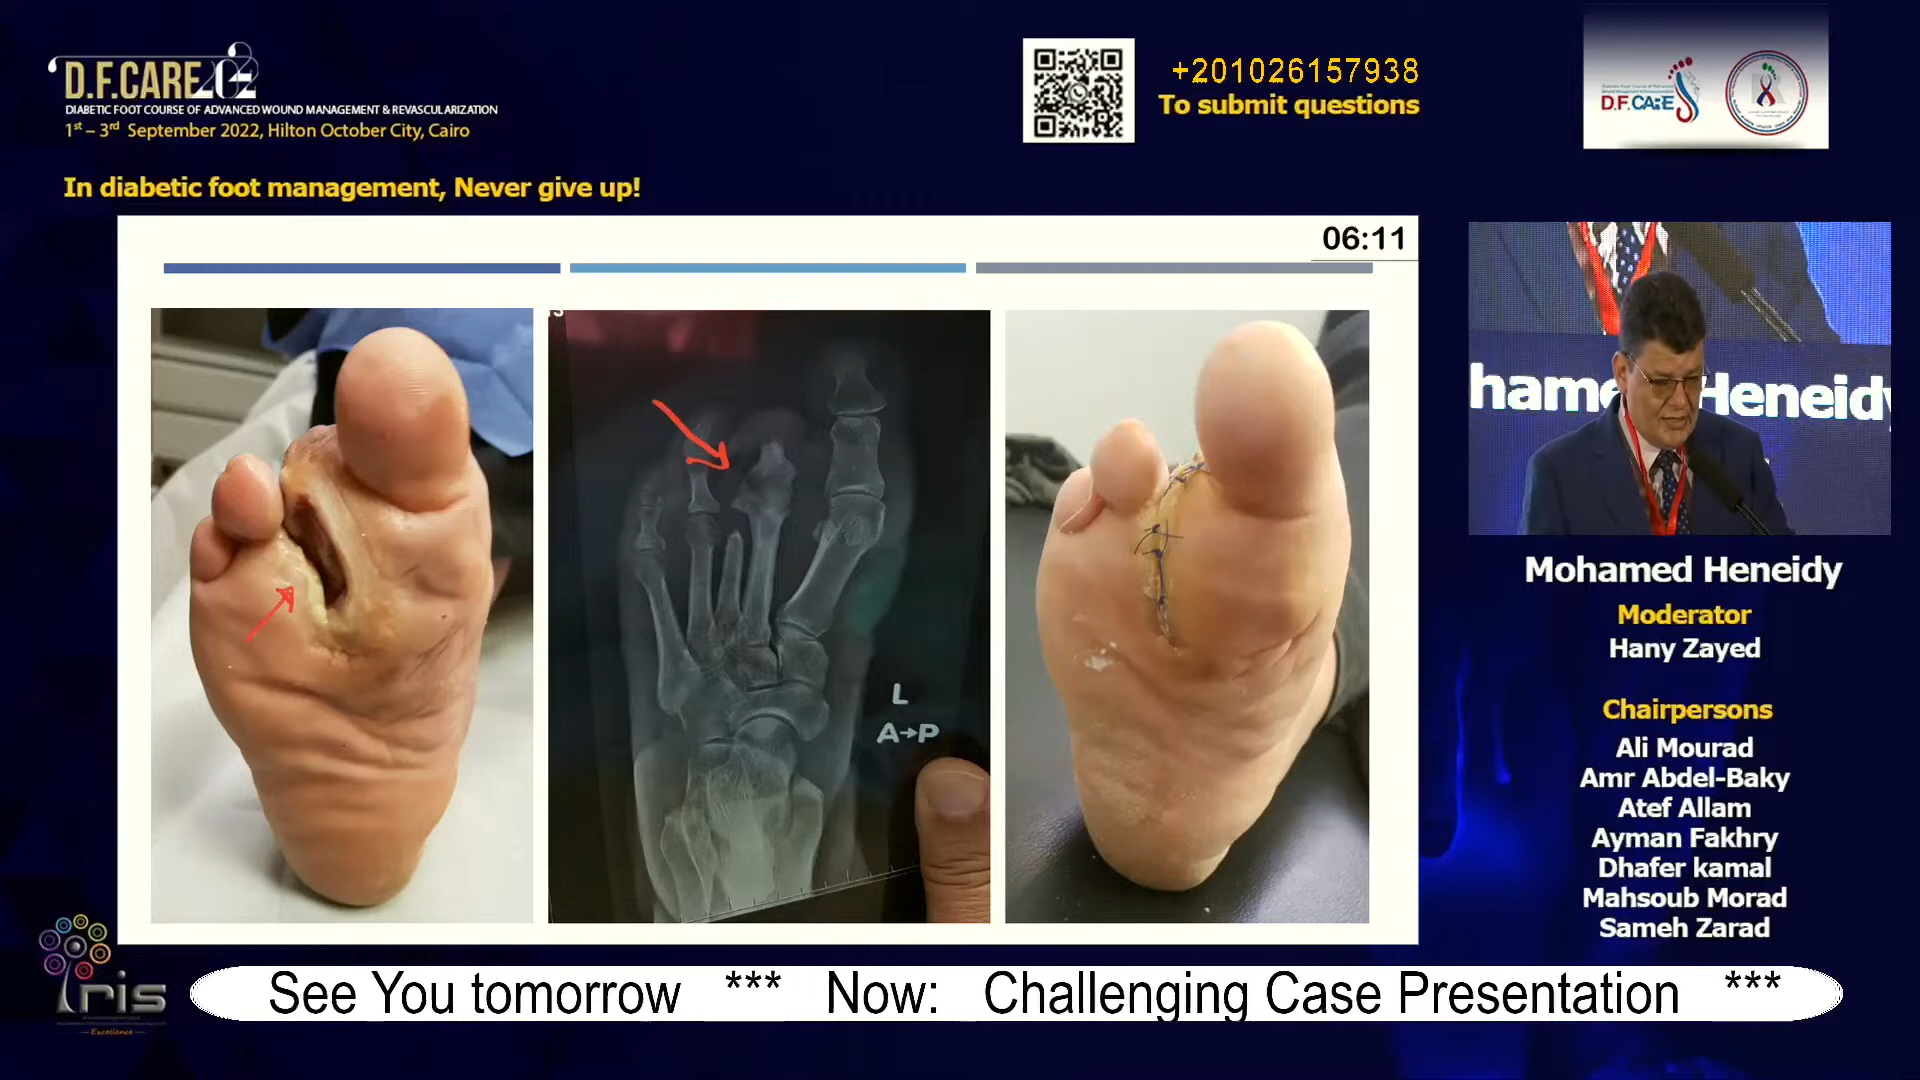 D.F.CARE
DIABETIC FOOT COURSE OF ADVANCED WOUND MANAGEMENT & REVASCULARIZATION
1st – 3rd September 2022, Hilton October City, Cairo
+201026157938
To submit questions
D.F.CARE
In diabetic foot management, Never give up!
06:11
L
A→P
hame Heneidy
Mohamed Heneidy
Moderator
Hany Zayed
Chairpersons
Ali Mourad
Amr Abdel-Baky
Atef Allam
Ayman Fakhry
Dhafer kamal
Mahsoub Morad
Sameh Zarad
Iris
Excellence
See You tomorrow *** Now: Challenging Case Presentation ***